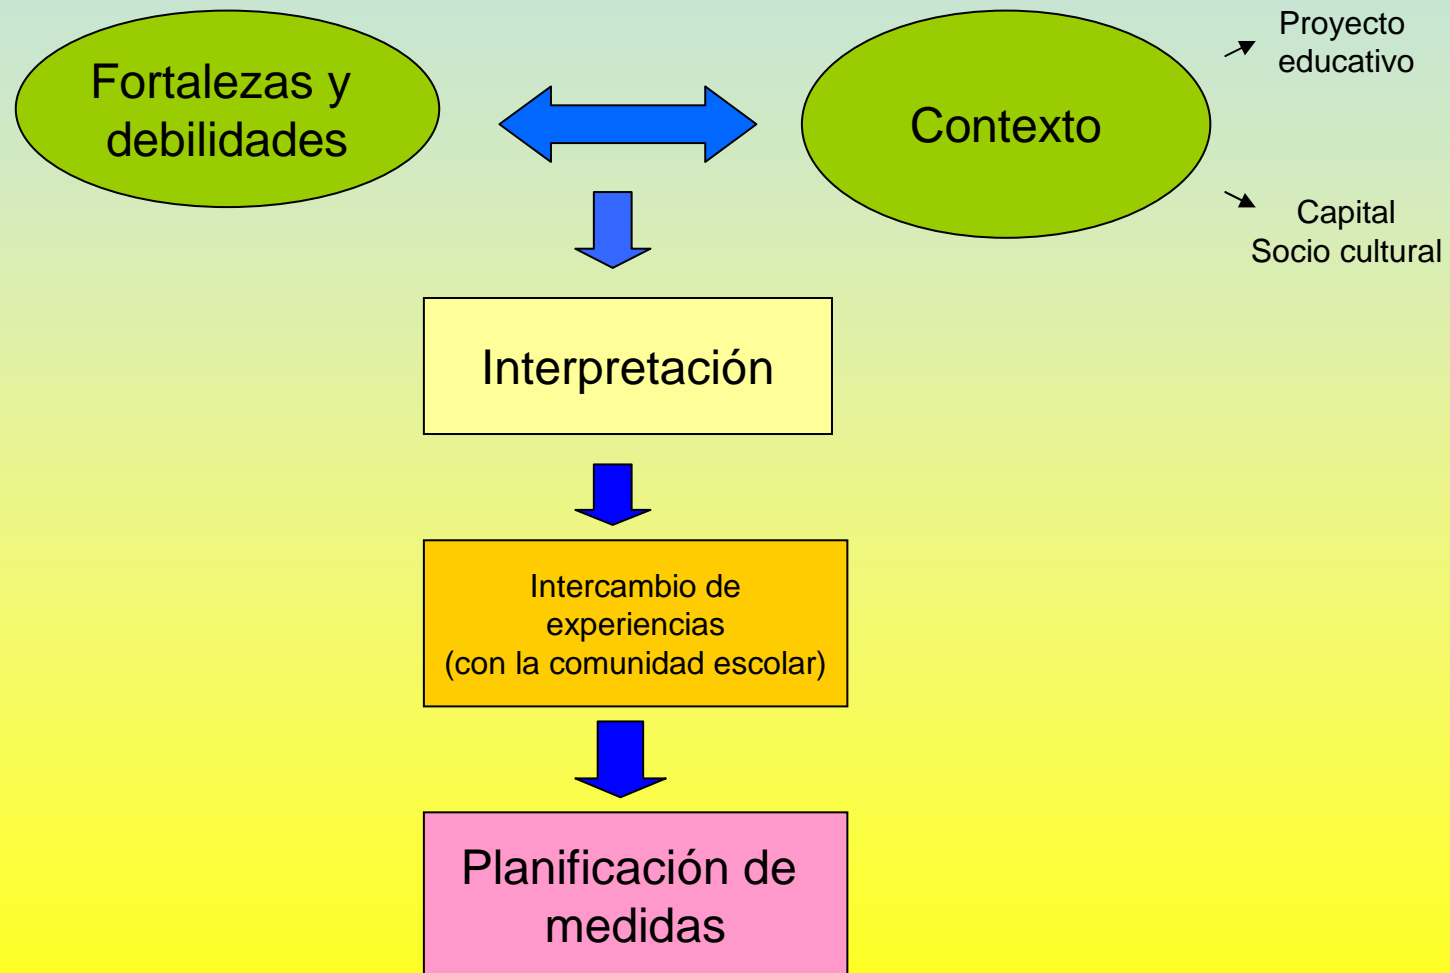 Fortalezas y
debilidades
Contexto
Proyecto
educativo
Capital
Socio cultural
Interpretación
Intercambio de
experiencias
(con la comunidad escolar)
Planificación de
medidas